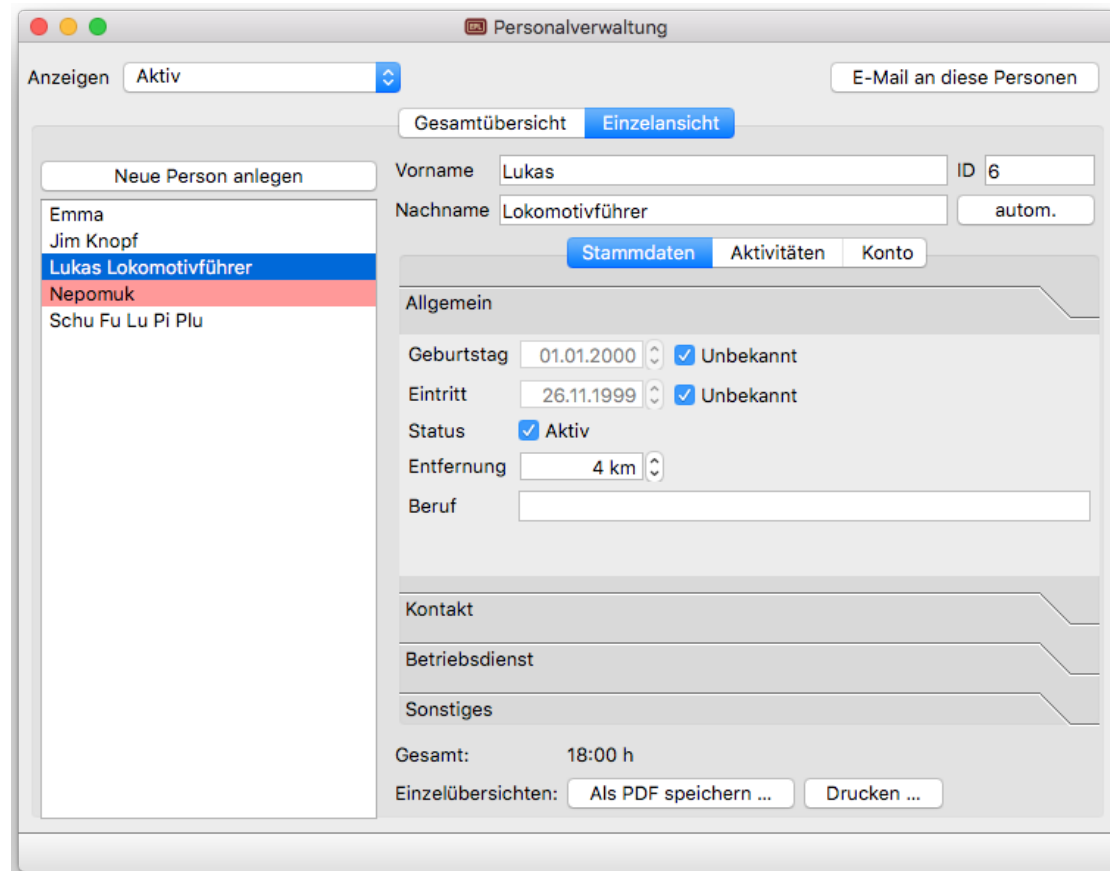 EPL Personalverwaltung
Anzeigen Aktiv E-Mail an diese Personen
Gesamtübersicht Einzelansicht
Neue Person anlegen
Emma
Jim Knopf
Lukas Lokomotivführer
Nepomuk
Schu Fu Lu Pi Plu
Vorname Lukas ID 6
Nachname Lokomotivführer autom.
Stammdaten Aktivitäten Konto
Allgemein
Geburtstag 01.01.2000 Unbekannt
Eintritt 26.11.1999 Unbekannt
Status Aktiv
Entfernung 4 km
Beruf
Kontakt
Betriebsdienst
Sonstiges
Gesamt: 18:00 h
Einzelübersichten: Als PDF speichern ... Drucken ...